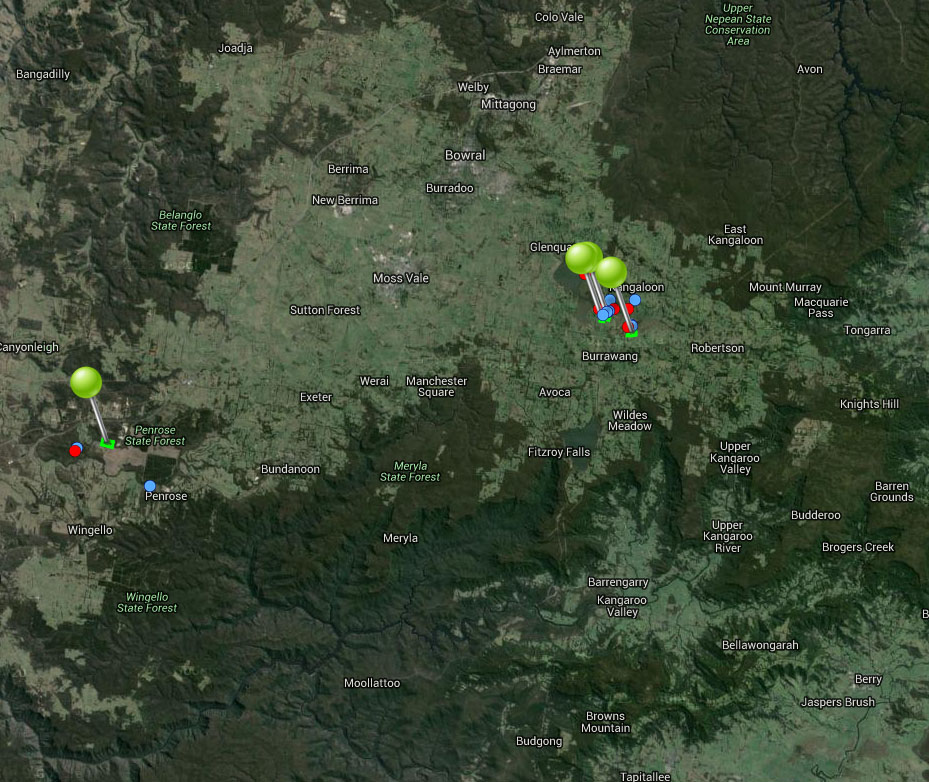 Upper
Nepean State
Conservation
Area
Colo Vale
Joadja
Aylmerton
Braemar
Avon
Bangadilly
Welby
Mittagong
Bowral
Berrima
Burradoo
New Berrima
Belanglo
State Forest
East
Kangaloon
Glenqua
Moss Vale
Kangaloon
Mount Murray
Sutton Forest
Macquarie
Pass
Tongarra
Canyonleigh
Robertson
Burrawang
Werai
Manchester
Square
Exeter
Avoca
Knights Hill
Wildes
Meadow
Penrose
State Forest
Fitzroy Falls
Upper
Kangaroo
Valley
Bundanoon
Meryla
State Forest
Barren
Grounds
Penrose
Budderoo
Wingello
Meryla
Upper
Kangaroo
River
Brogers Creek
Barrengarry
Kangaroo
Valley
Wingello
State Forest
B
Bellawongarah
Moollattoo
Berry
Jaspers Brush
Browns
Mountain
Budgong
Tapitallee